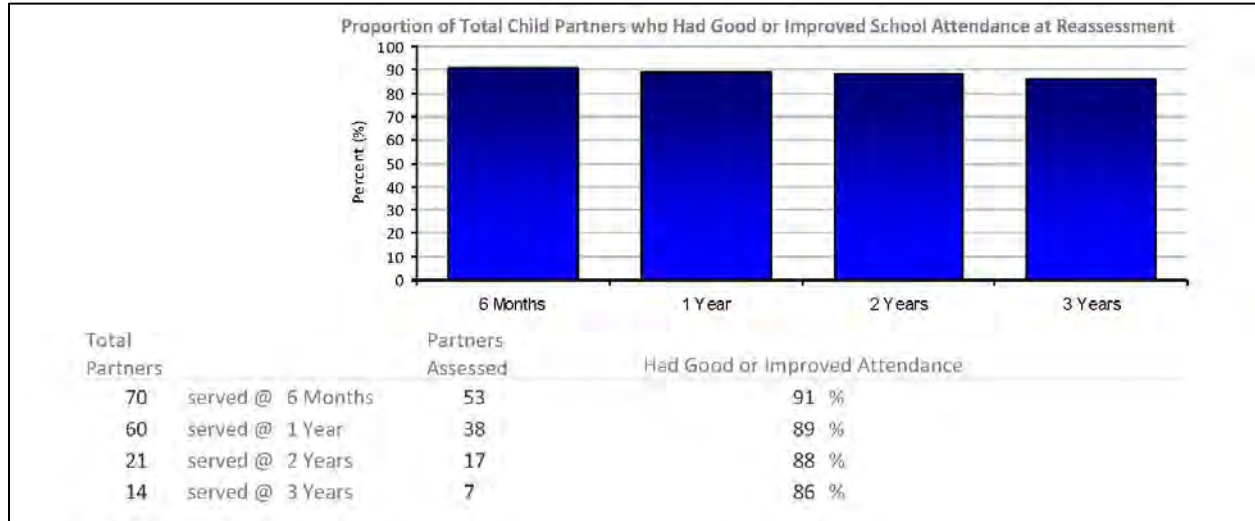 Proportion of Total Child Partners who Had Good or Improved School Attendance at Reassessment
100
90
80
70
60
50
40
30
20
10
0
Percent (%)
6 Months 1 Year 2 Years 3 Years
Total Partners
Partners Assessed
Had Good or Improved Attendance
70 served @ 6 Months 53 91 %
60 served @ 1 Year 38 89 %
21 served @ 2 Years 17 88 %
14 served @ 3 Years 7 86 %